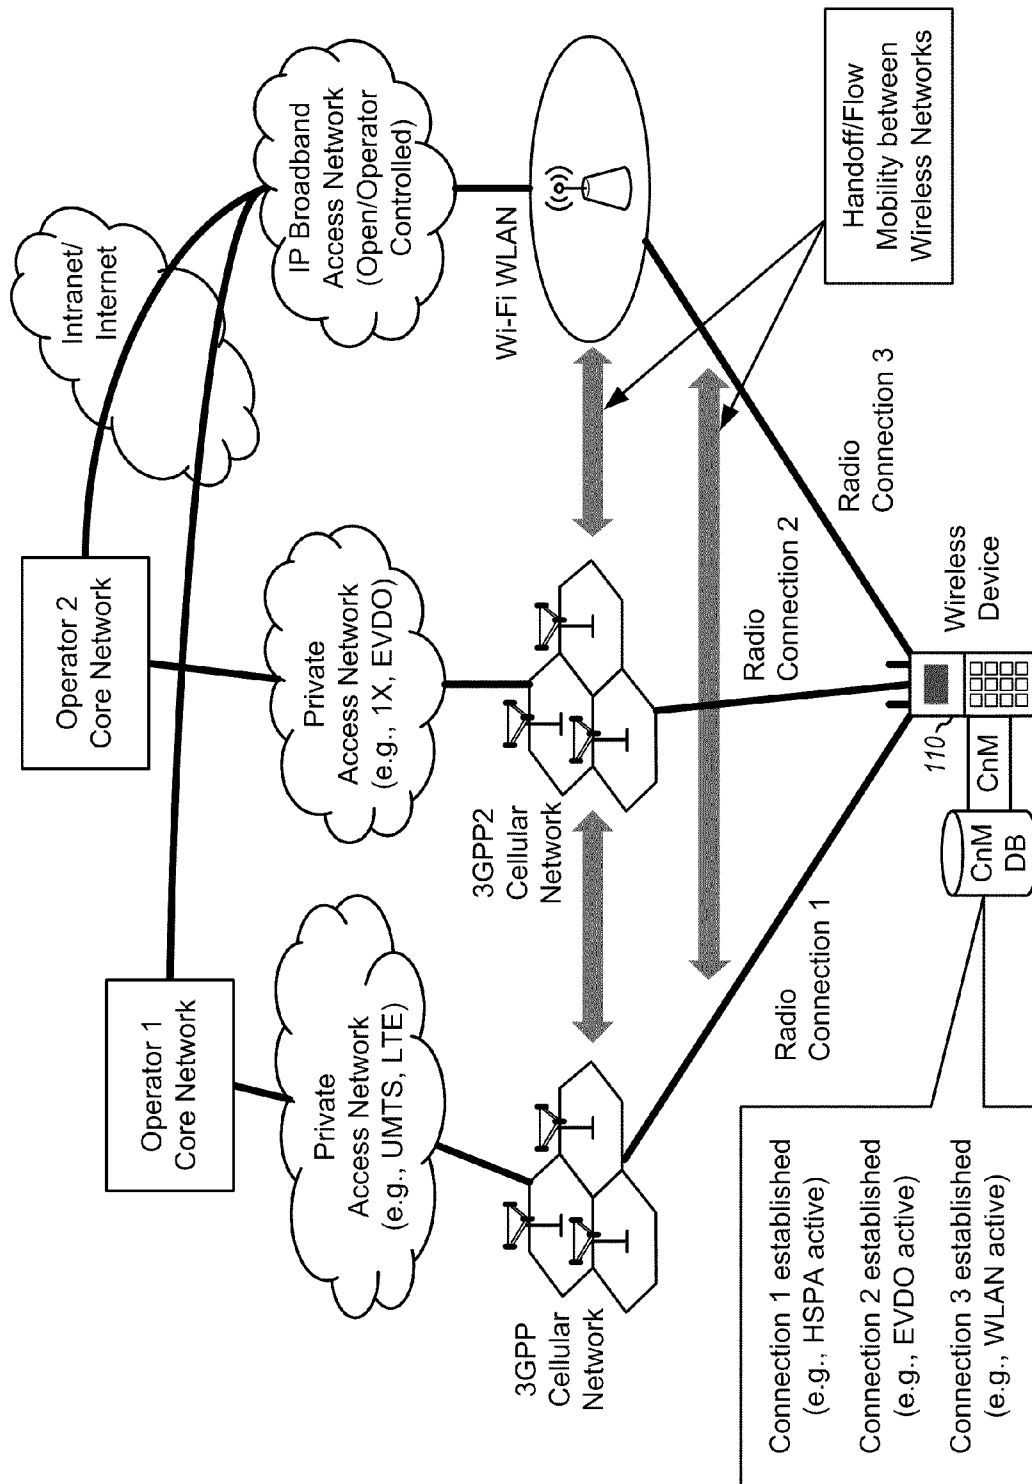 Operator 1
Core Network
Operator 2
Core Network
Intranet/
Internet
Private
Access Network
(e.g., UMTS, LTE)
Private
Access Network
(e.g., 1X, EVDO)
IP Broadband
Access Network
(Open/Operator
Controlled)
3GPP
Cellular
Network
3GPP2
Cellular
Network
Wi-Fi WLAN
Radio
Connection 1
Radio
Connection 2
Radio
Connection 3
Handoff/Flow
Mobility between
Wireless Networks
Connection 1 established
(e.g., HSPA active)
Connection 2 established
(e.g., EVDO active)
Connection 3 established
(e.g., WLAN active)
CnM
DB
CnM
110
Wireless
Device